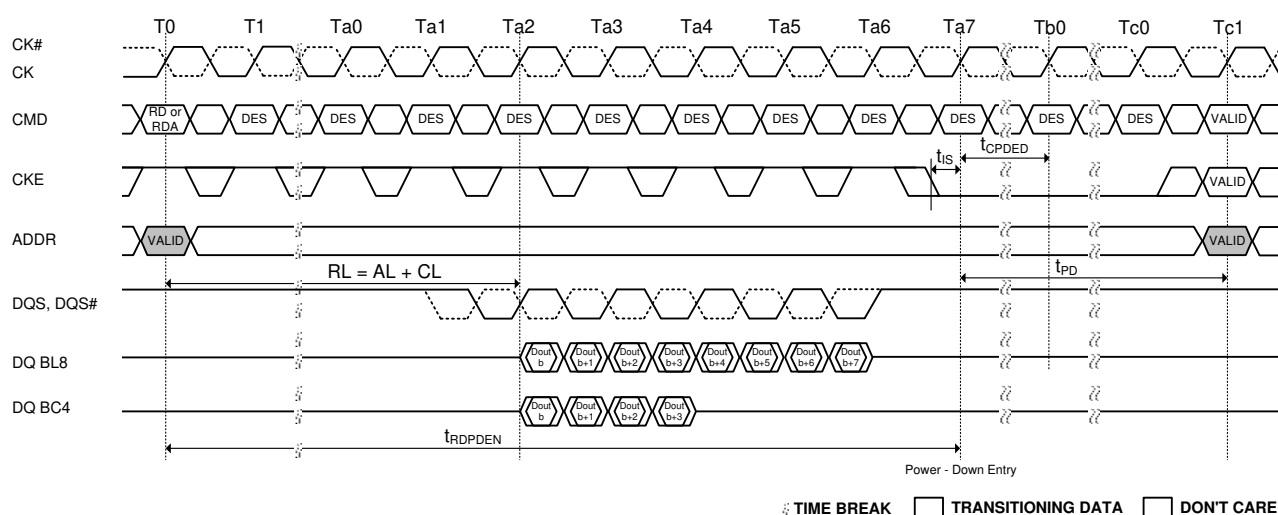 T0 T1 Ta0 Ta1 Ta2 Ta3 Ta4 Ta5 Ta6 Ta7 Tb0 Tc0 Tc1
CK#
CK
CMD
RD or
RDA
DES DES DES DES DES DES DES DES DES DES DES DES VALID
tIS
tCPDED
CKE
VALID
ADDR
VALID
VALID
RL = AL + CL
tPD
DQS, DQS#
DQ BL8
Dout
b
Dout
b+1
Dout
b+2
Dout
b+3
Dout
b+4
Dout
b+5
Dout
b+6
Dout
b+7
DQ BC4
Dout
b
Dout
b+1
Dout
b+2
Dout
b+3
tRDPDEN
Power - Down Entry
TIME BREAK
TRANSITIONING DATA
DON'T CARE